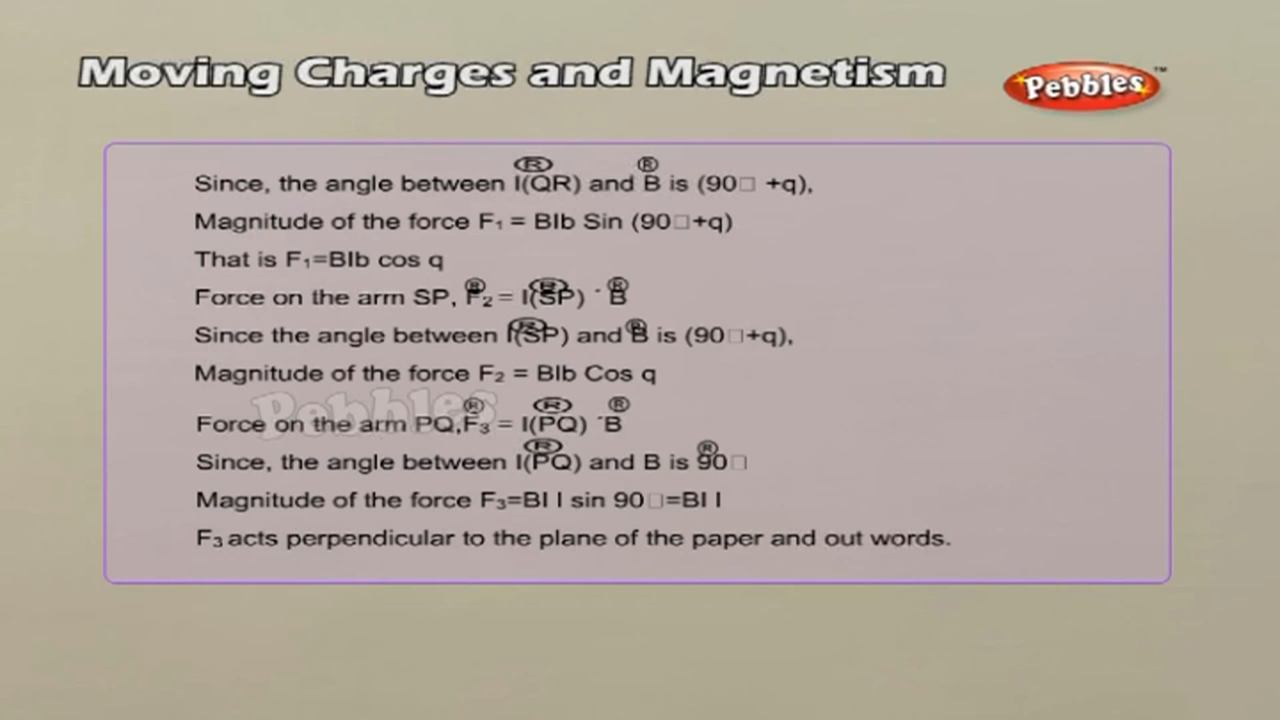 Moving Charges and Magnetism
Pebbles™
Since, the angle between I(QR) and B is (90□ +q),
Magnitude of the force F₁ = BIb Sin (90□+q)
That is F₁=BIb cos q
Force on the arm SP, F₂ = I(SP) ´ B
Since the angle between I(SP) and B is (90□+q),
Magnitude of the force F₂ = BIb Cos q
Pebbles
Force on the arm PQ,F₃ = I(PQ) ´B
Since, the angle between I(PQ) and B is 90□
Magnitude of the force F₃=BI l sin 90□=BI l
F₃ acts perpendicular to the plane of the paper and out words.